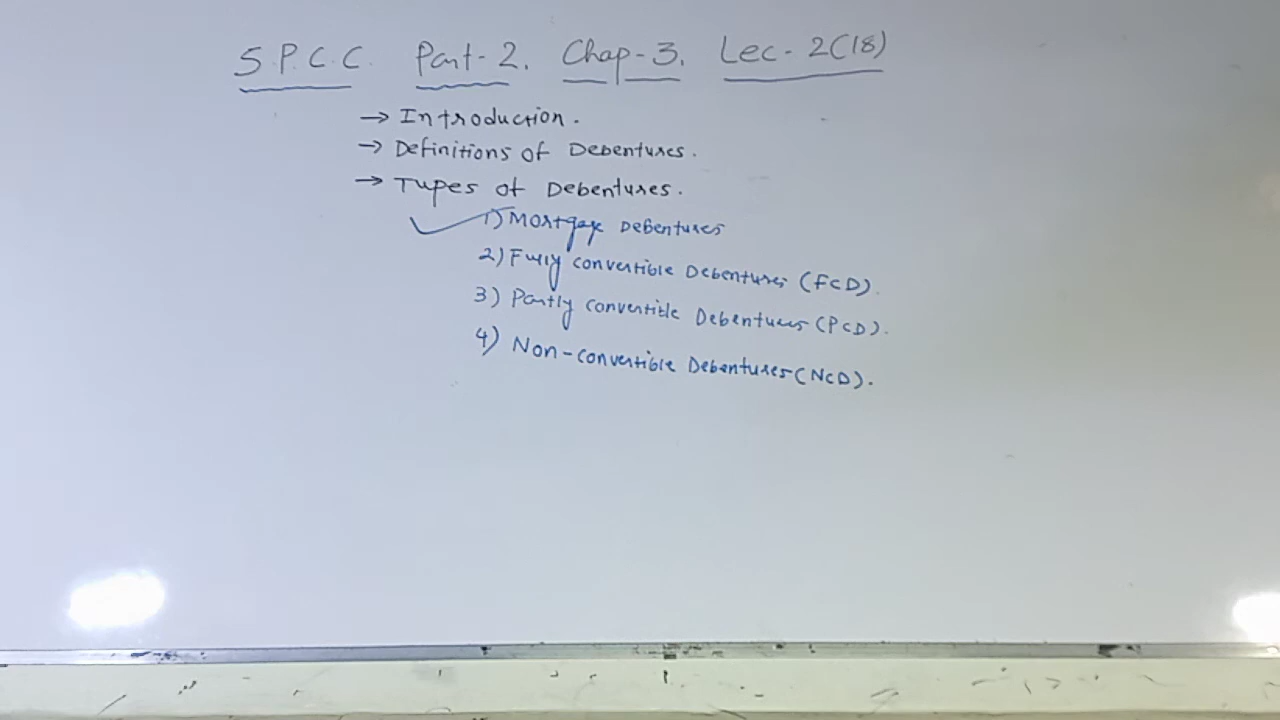 S.P.C.C. Part-2. Chap-3. Lec-2(18)
→ Introduction.
→ Definitions of Debentures.
→ Types of Debentures.
1) Mortgage Debentures
2) Fully convertible Debentures (FCD).
3) Partly convertible Debentures (PCD).
4) Non-convertible Debentures (NCD).